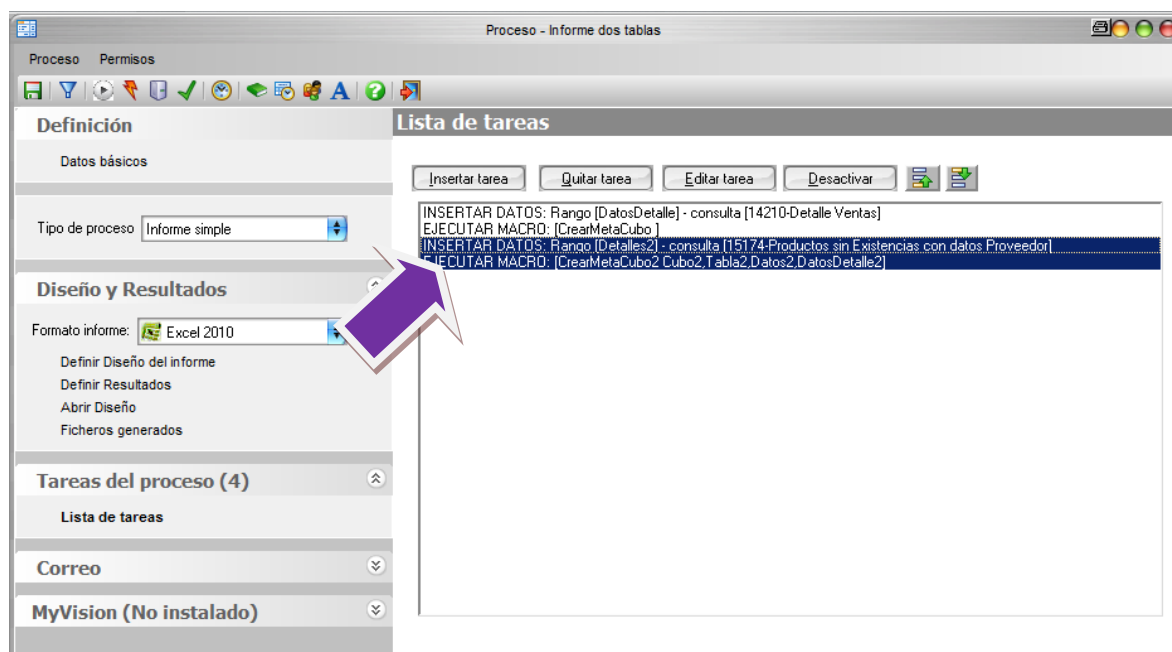 Proceso - Informe dos tablas
Proceso Permisos
Definición
Datos básicos
Tipo de proceso Informe simple
Diseño y Resultados
Formato informe: Excel 2010
Definir Diseño del informe
Definir Resultados
Abrir Diseño
Ficheros generados
Tareas del proceso (4)
Lista de tareas
Correo
MyVision (No instalado)
Lista de tareas
Insertar tarea Quitar tarea Editar tarea Desactivar
INSERTAR DATOS: Rango [DatosDetalle] - consulta [14210-Detalle Ventas]
EJECUTAR MACRO: [CrearMetaCubo ]
INSERTAR DATOS: Rango [Detalles2] - consulta [15174-Productos sin Existencias con datos Proveedor]
EJECUTAR MACRO: [CrearMetaCubo2 Cubo2,Tabla2,Datos2,DatosDetalle2]